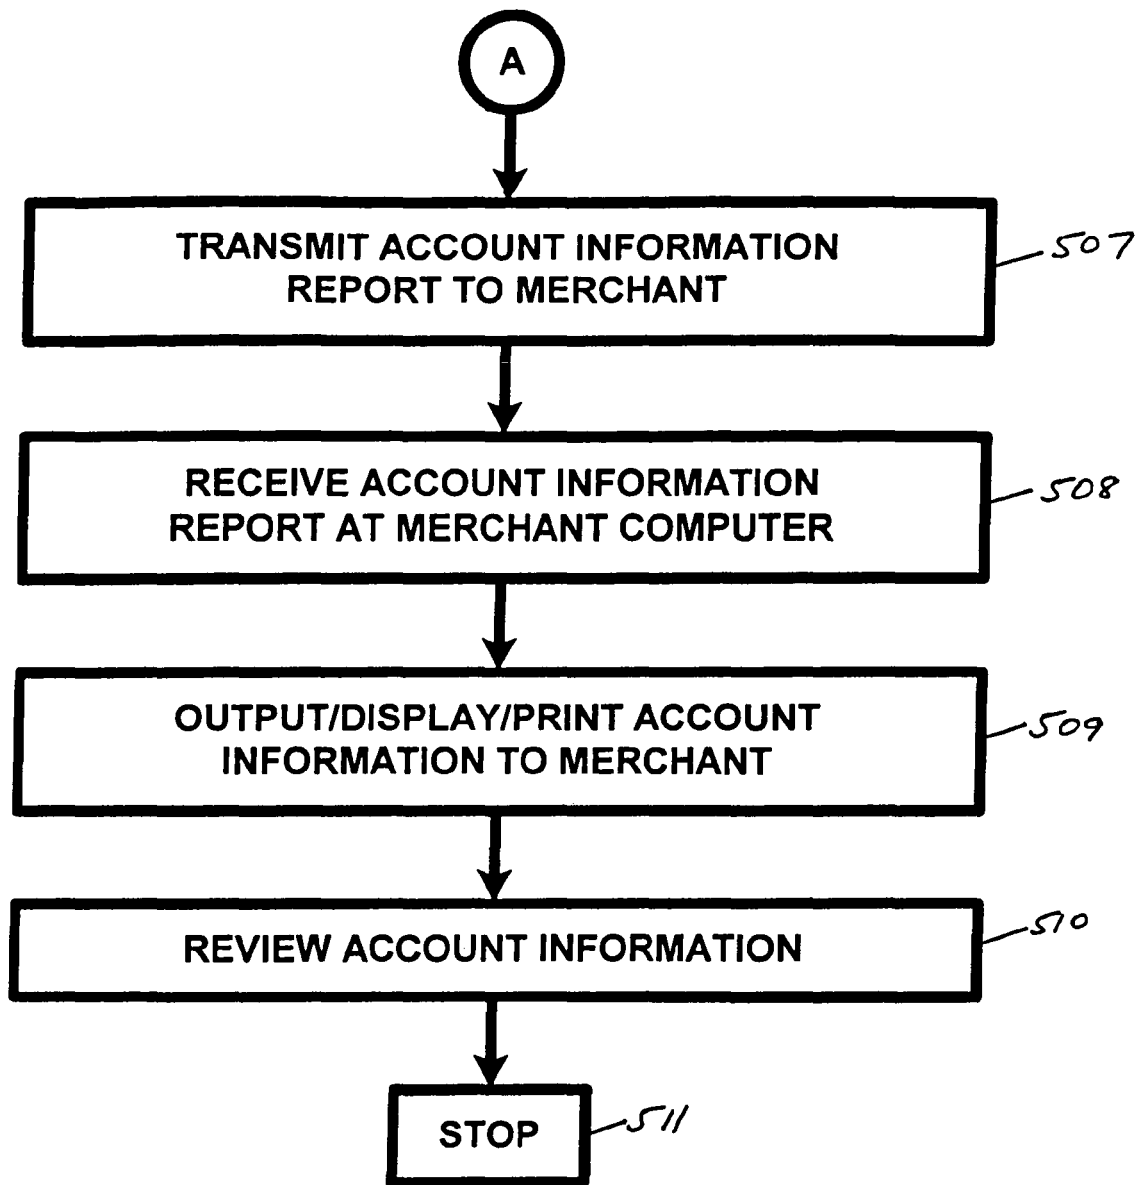 A
TRANSMIT ACCOUNT INFORMATION
REPORT TO MERCHANT
507
RECEIVE ACCOUNT INFORMATION
REPORT AT MERCHANT COMPUTER
508
OUTPUT/DISPLAY/PRINT ACCOUNT
INFORMATION TO MERCHANT
509
REVIEW ACCOUNT INFORMATION
510
STOP
511